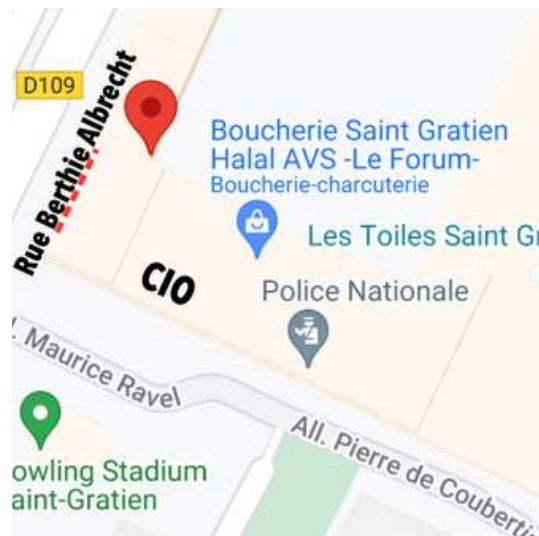 D109
Rue Berthie Albrecht
Boucherie Saint Gratien
Halal AVS -Le Forum-
Boucherie-charcuterie
Les Toiles Saint Gr
CIO
Police Nationale
l. Maurice Ravel
All. Pierre de Couberti
owling Stadium
aint-Gratien